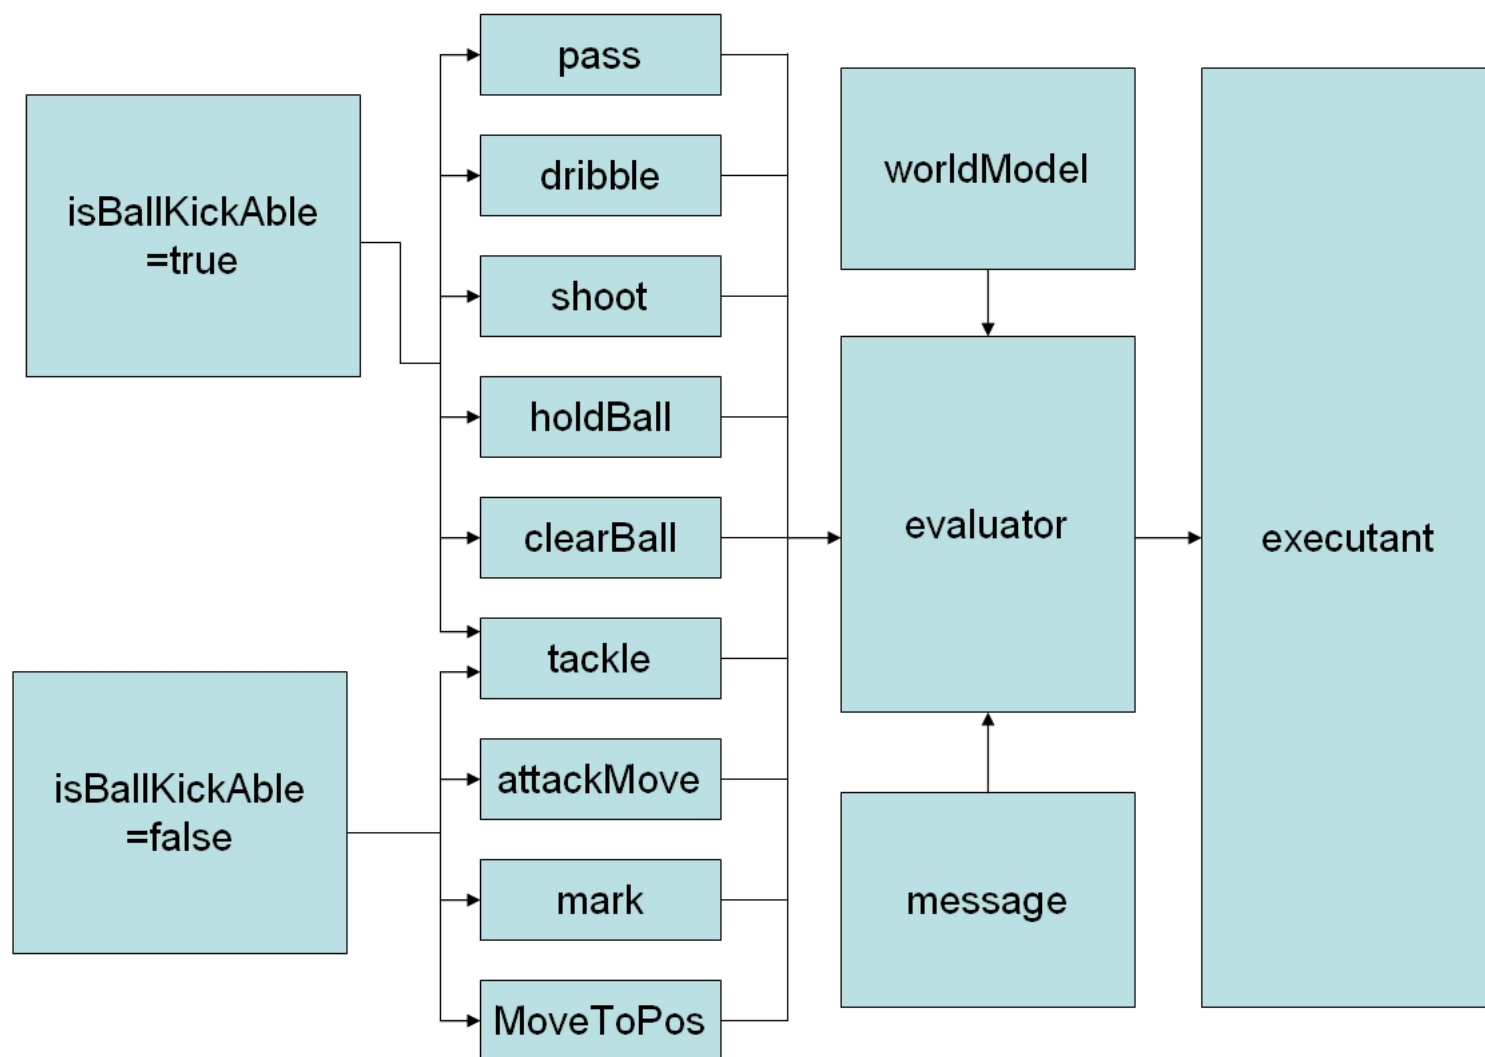 isBallKickAble
=true
isBallKickAble
=false
pass
dribble
shoot
holdBall
clearBall
tackle
attackMove
mark
MoveToPos
worldModel
evaluator
message
executant